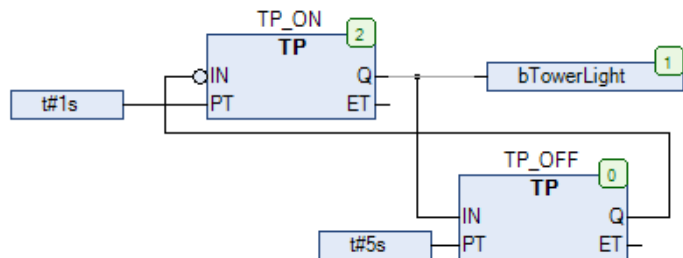 TP_ON
TP
2
IN
Q
PT
ET
t#1s
bTowerLight
1
TP_OFF
TP
0
IN
Q
PT
ET
t#5s